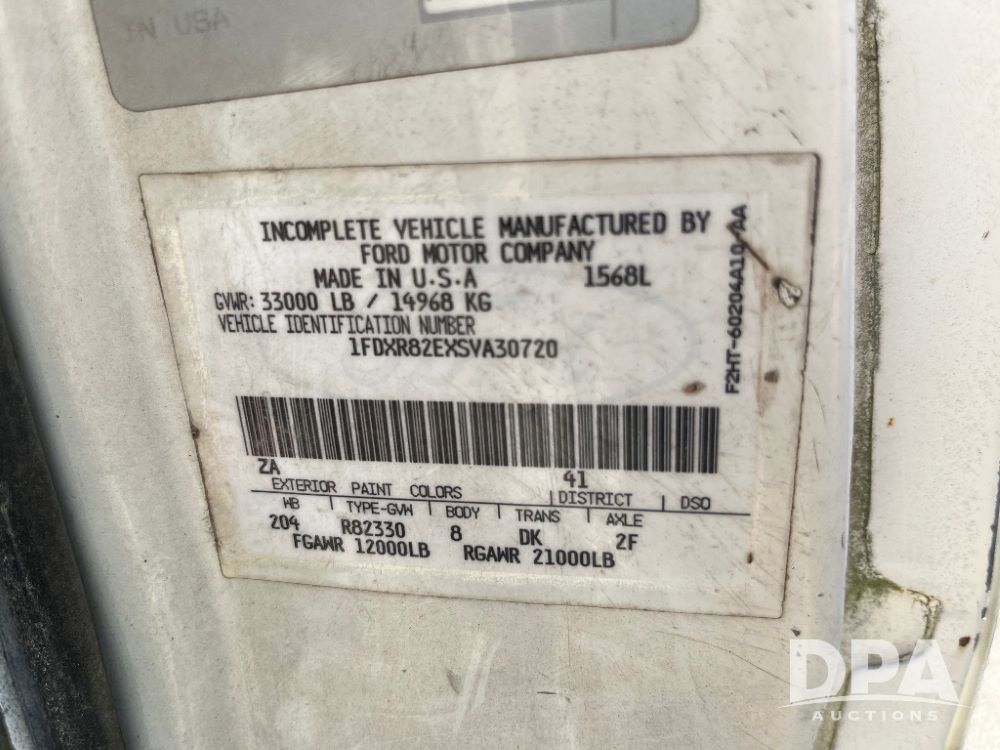 IN USA
INCOMPLETE VEHICLE MANUFACTURED BY
FORD MOTOR COMPANY
MADE IN U.S.A 1568L
GVWR: 33000 LB / 14968 KG
VEHICLE IDENTIFICATION NUMBER
1FDXR82EXSVA30720
F2HT-60204A10-AA
ZA 41
EXTERIOR PAINT COLORS DISTRICT DSO
WB TYPE-GVW BODY TRANS AXLE
204 R82330 8 DK 2F
FGAWR 12000LB RGAWR 21000LB
DPA
AUCTIONS